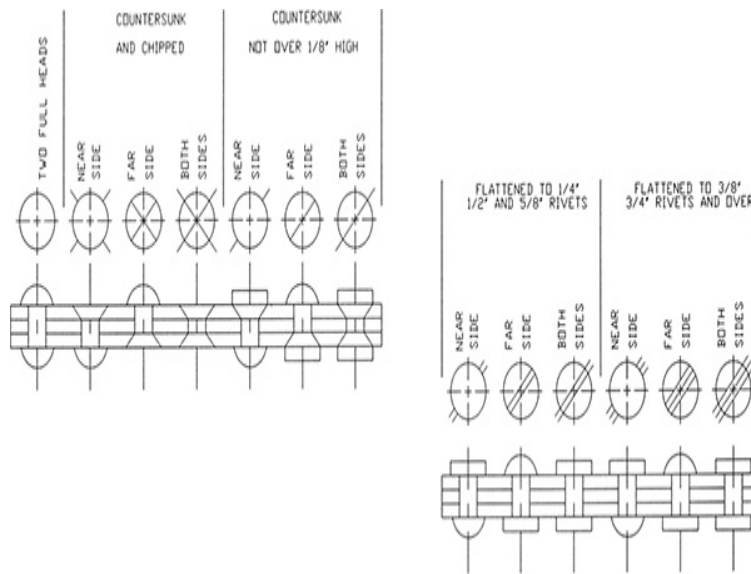 COUNTERSUNK
AND CHIPPED
COUNTERSUNK
NOT OVER 1/8" HIGH
TWO FULL HEADS
NEAR
SIDE
FAR
SIDE
BOTH
SIDES
NEAR
SIDE
FAR
SIDE
BOTH
SIDES
FLATTENED TO 1/4"
1/2" AND 5/8" RIVETS
FLATTENED TO 3/8"
3/4" RIVETS AND OVER
NEAR
SIDE
FAR
SIDE
BOTH
SIDES
NEAR
SIDE
FAR
SIDE
BOTH
SIDES